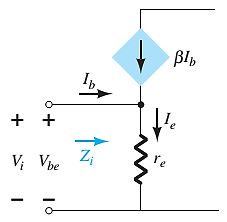 βI_b
I_b
I_e
+ +
Z_i
V_i V_be
r_e
− −